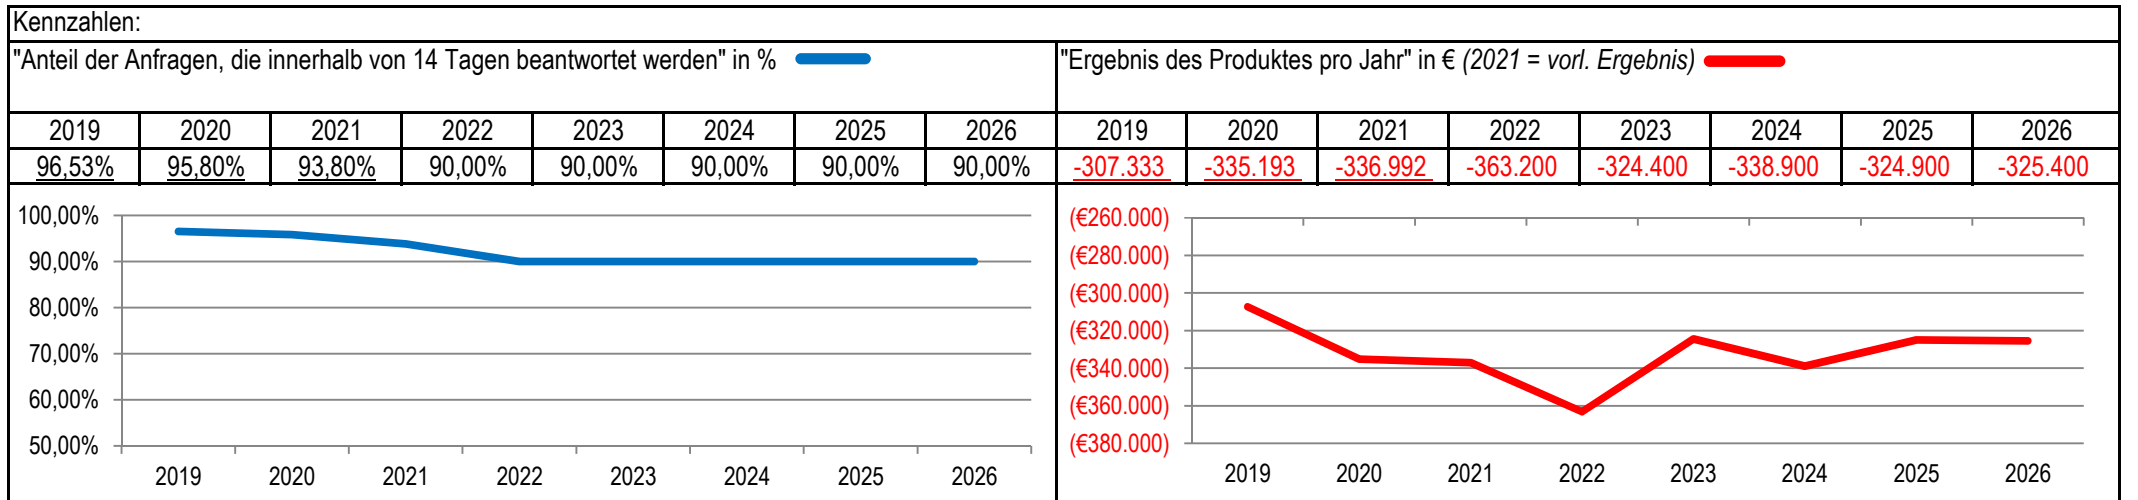 Kennzahlen:
"Anteil der Anfragen, die innerhalb von 14 Tagen beantwortet werden" in %
"Ergebnis des Produktes pro Jahr" in € (2021 = vorl. Ergebnis)
2019 2020 2021 2022 2023 2024 2025 2026 2019 2020 2021 2022 2023 2024 2025 2026
96,53% 95,80% 93,80% 90,00% 90,00% 90,00% 90,00% 90,00% -307.333 -335.193 -336.992 -363.200 -324.400 -338.900 -324.900 -325.400
100,00%
90,00%
80,00%
70,00%
60,00%
50,00%
2019 2020 2021 2022 2023 2024 2025 2026
(€260.000)
(€280.000)
(€300.000)
(€320.000)
(€340.000)
(€360.000)
(€380.000)
2019 2020 2021 2022 2023 2024 2025 2026